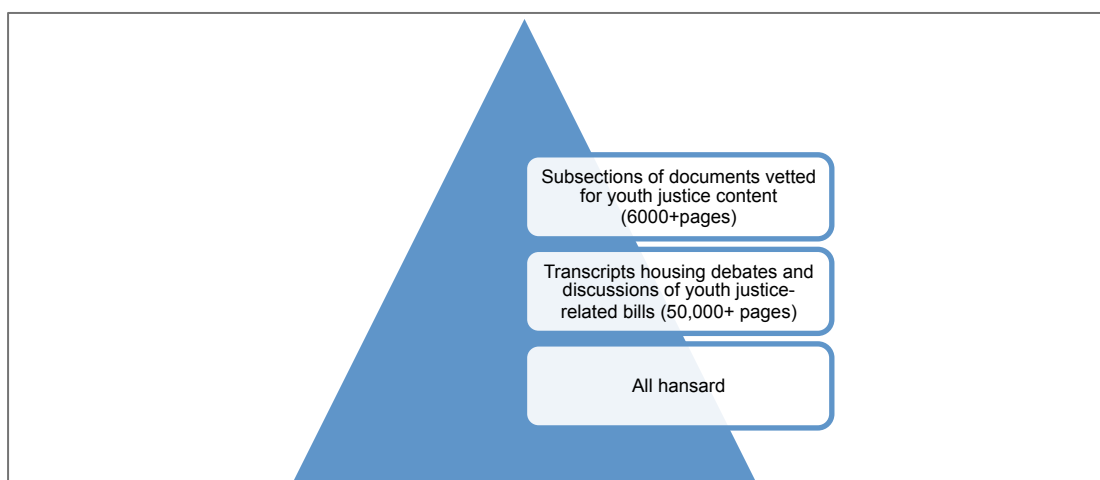 Subsections of documents vetted
for youth justice content
(6000+pages)
Transcripts housing debates and
discussions of youth justice-
related bills (50,000+ pages)
All hansard